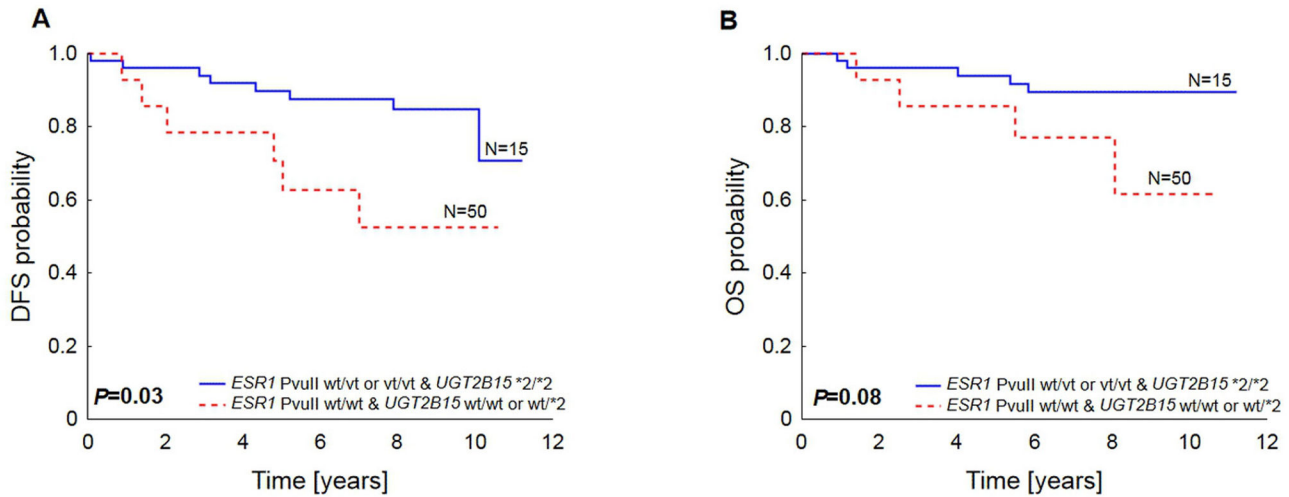 A
DFS probability
1.0
0.8
0.6
0.4
0.2
0
N=15
N=50
P=0.03
ESR1 PvuII wt/vt or vt/vt & UGT2B15 *2/*2
ESR1 PvuII wt/wt & UGT2B15 wt/wt or wt/*2
0 2 4 6 8 10 12
Time [years]
B
OS probability
1.0
0.8
0.6
0.4
0.2
0
N=15
N=50
P=0.08
ESR1 PvuII wt/vt or vt/vt & UGT2B15 *2/*2
ESR1 PvuII wt/wt & UGT2B15 wt/wt or wt/*2
0 2 4 6 8 10 12
Time [years]